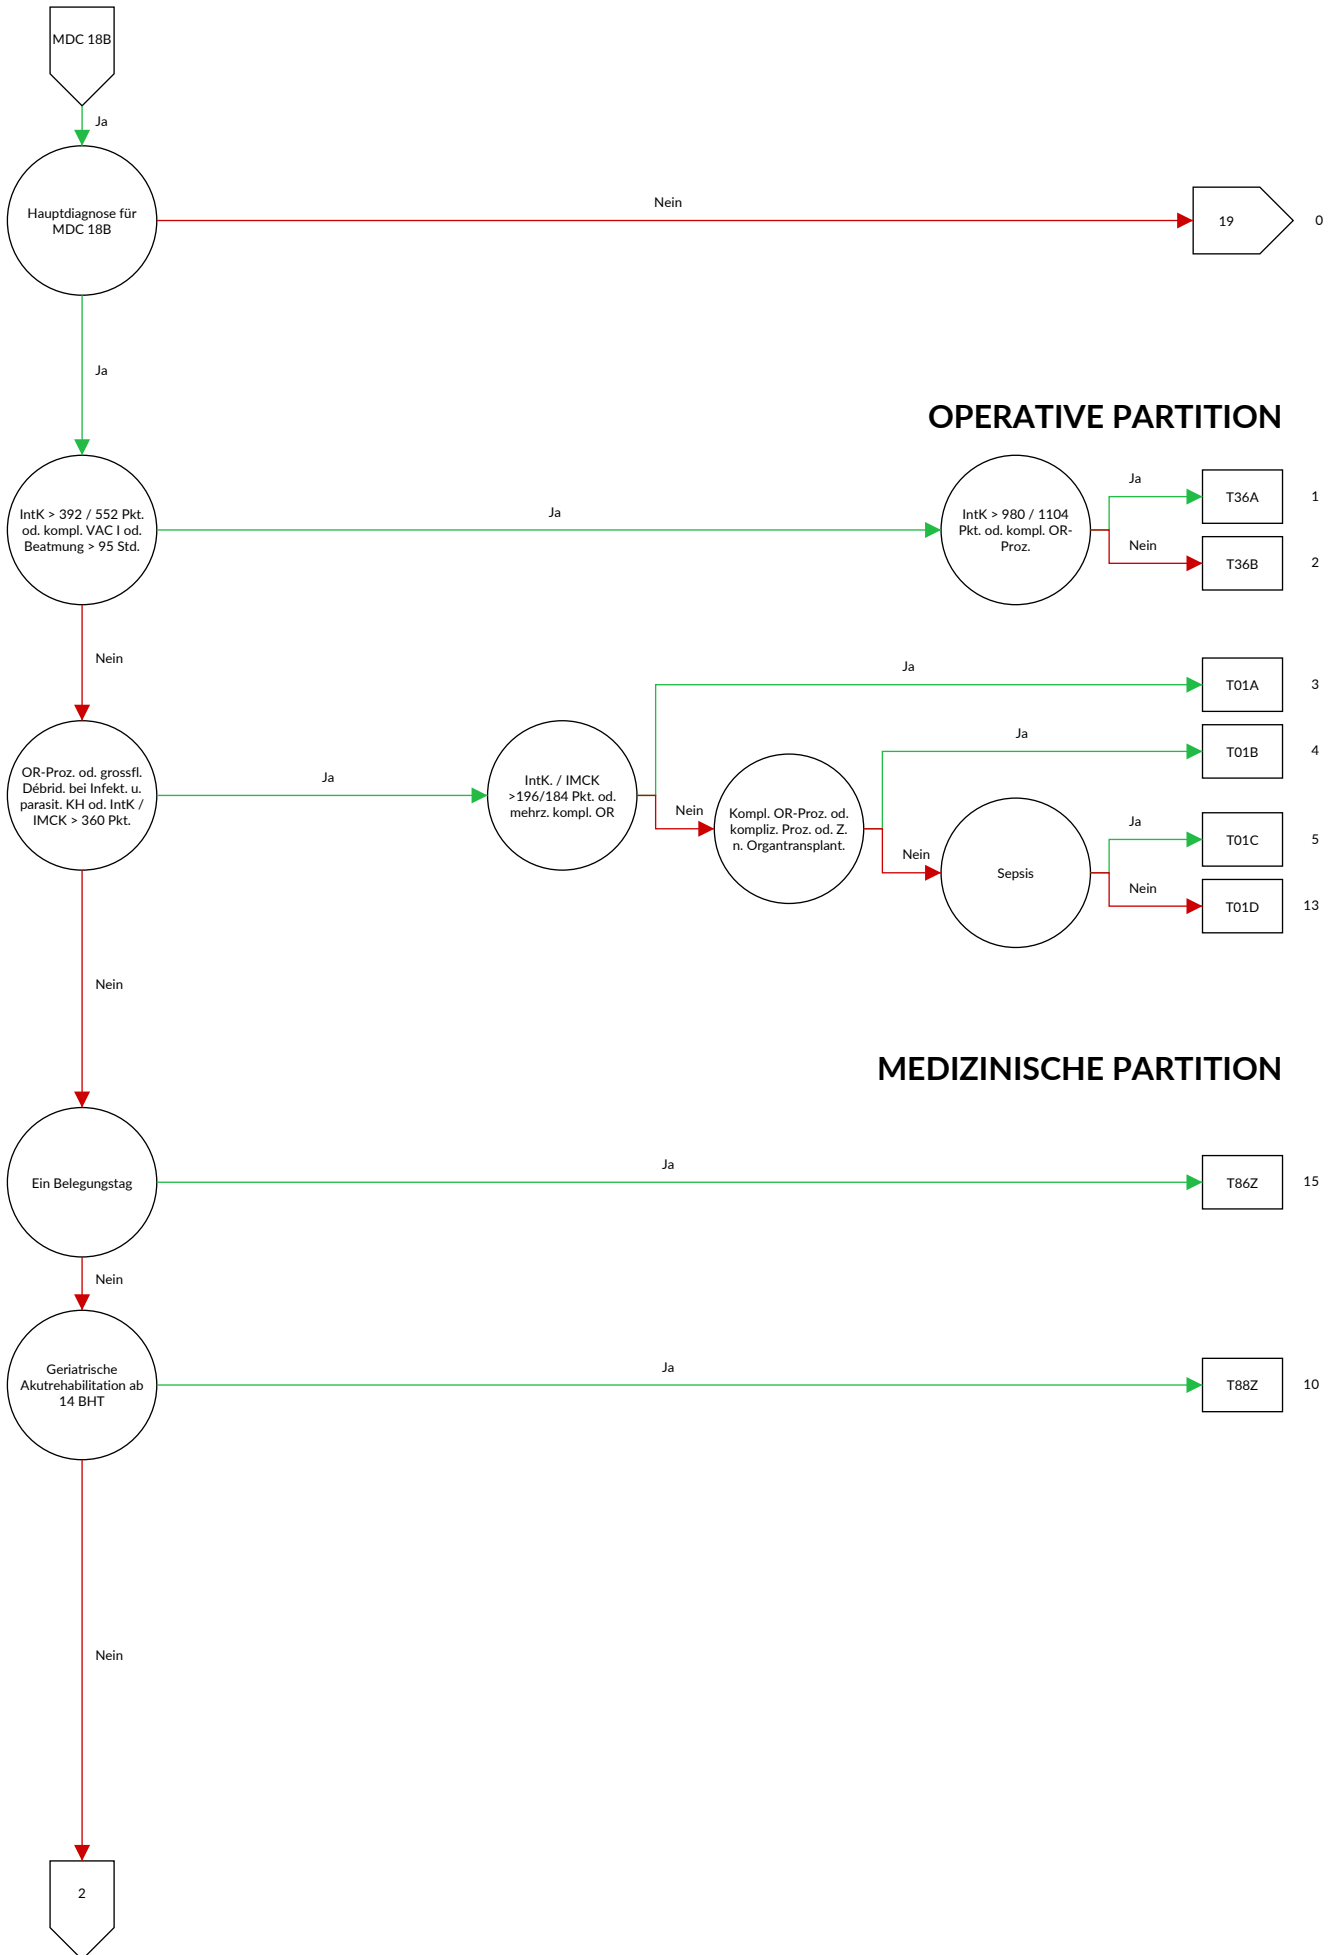 MDC 18B
Ja
Hauptdiagnose für
MDC 18B
Nein
19
0
Ja
OPERATIVE PARTITION
IntK > 392 / 552 Pkt.
od. kompl. VAC I od.
Beatmung > 95 Std.
Ja
IntK > 980 / 1104
Pkt. od. kompl. OR-
Proz.
Ja
T36A
1
Nein
T36B
2
Nein
OR-Proz. od. grossfl.
Débrid. bei Infekt. u.
parasit. KH od. IntK /
IMCK > 360 Pkt.
Ja
IntK. / IMCK
>196/184 Pkt. od.
mehrz. kompl. OR
Ja
T01A
3
Nein
Kompl. OR-Proz. od.
kompliz. Proz. od. Z.
n. Organtransplant.
Ja
T01B
4
Nein
Sepsis
Ja
T01C
5
Nein
T01D
13
Nein
MEDIZINISCHE PARTITION
Ein Belegungstag
Ja
T86Z
15
Nein
Geriatrische
Akutrehabilitation ab
14 BHT
Ja
T88Z
10
Nein
2